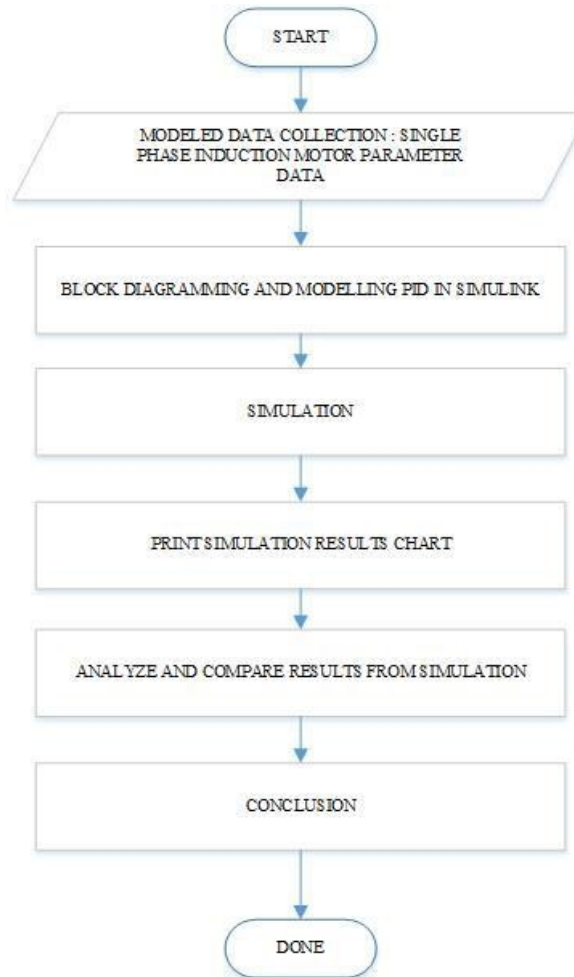 START
MODELED DATA COLLECTION : SINGLE
PHASE INDUCTION MOTOR PARAMETER
DATA
BLOCK DIAGRAMMING AND MODELLING PID IN SIMULINK
SIMULATION
PRINT SIMULATION RESULTS CHART
ANALYZE AND COMPARE RESULTS FROM SIMULATION
CONCLUSION
DONE